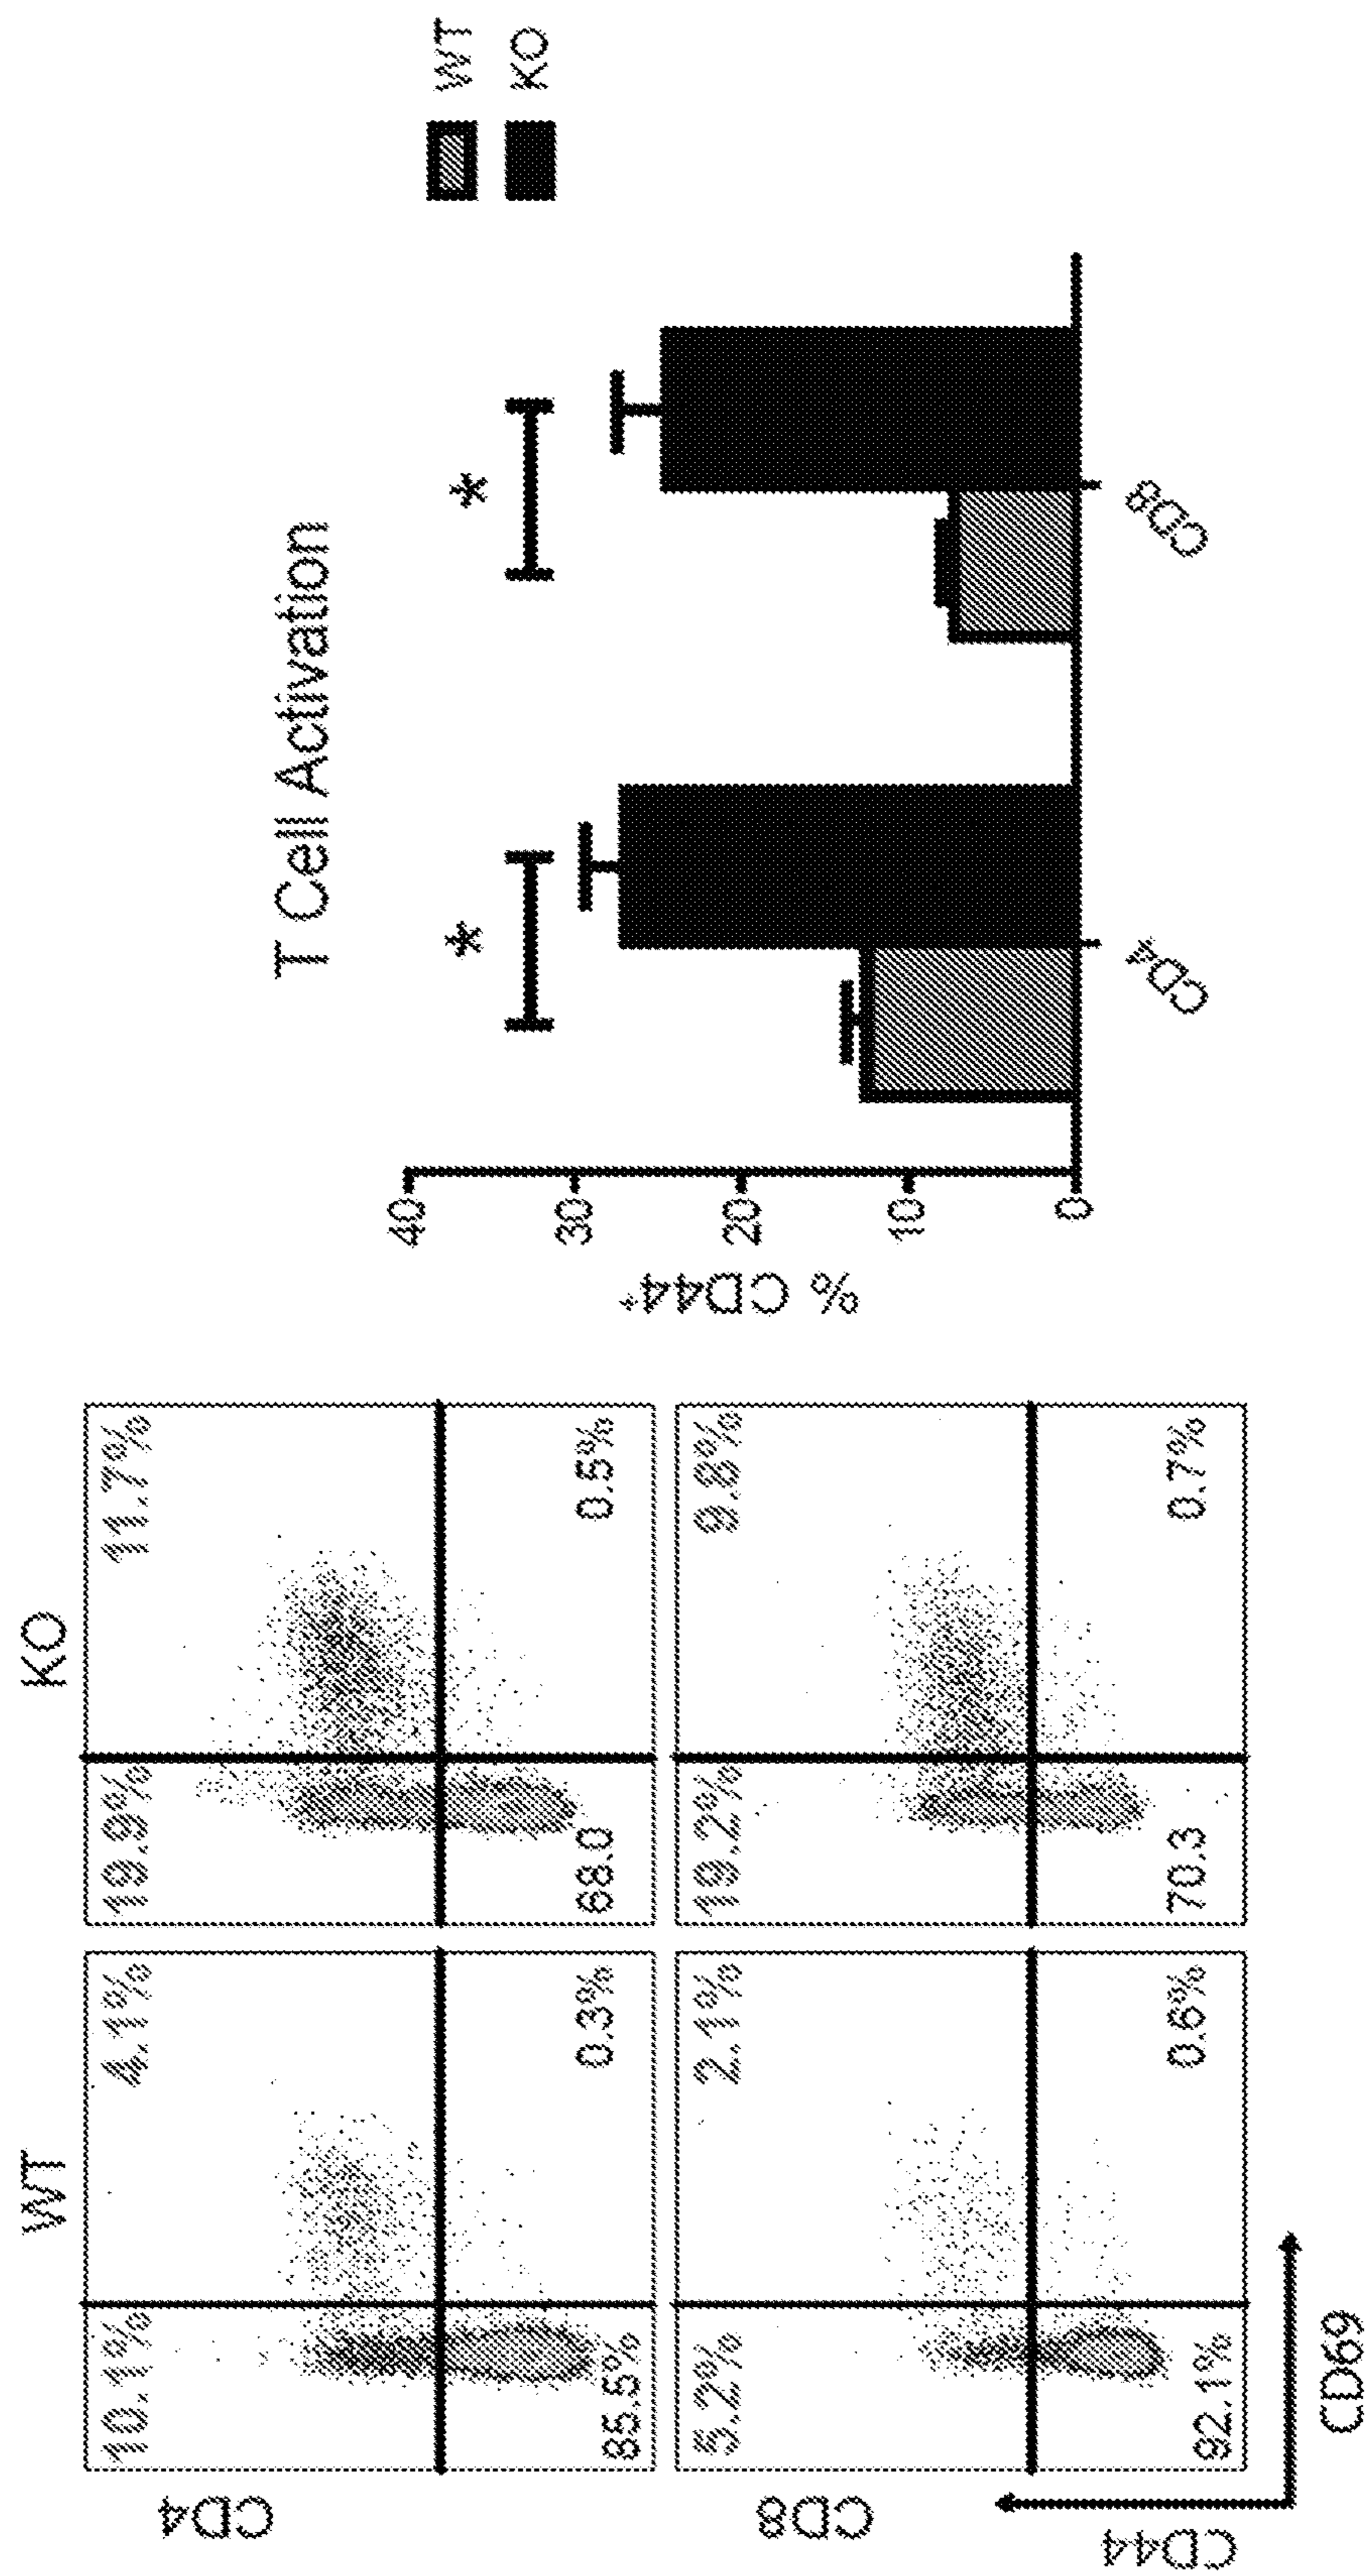 WT
KO
CD4
10.1%
4.1%
19.9%
11.7%
85.5%
0.3%
68.0
0.5%
CD8
5.2%
2.1%
19.2%
9.8%
92.1%
0.6%
70.3
0.7%
CD44
CD69
T Cell Activation
% CD44+
40
30
20
10
0
*
*
CD4
CD8
WT
KO